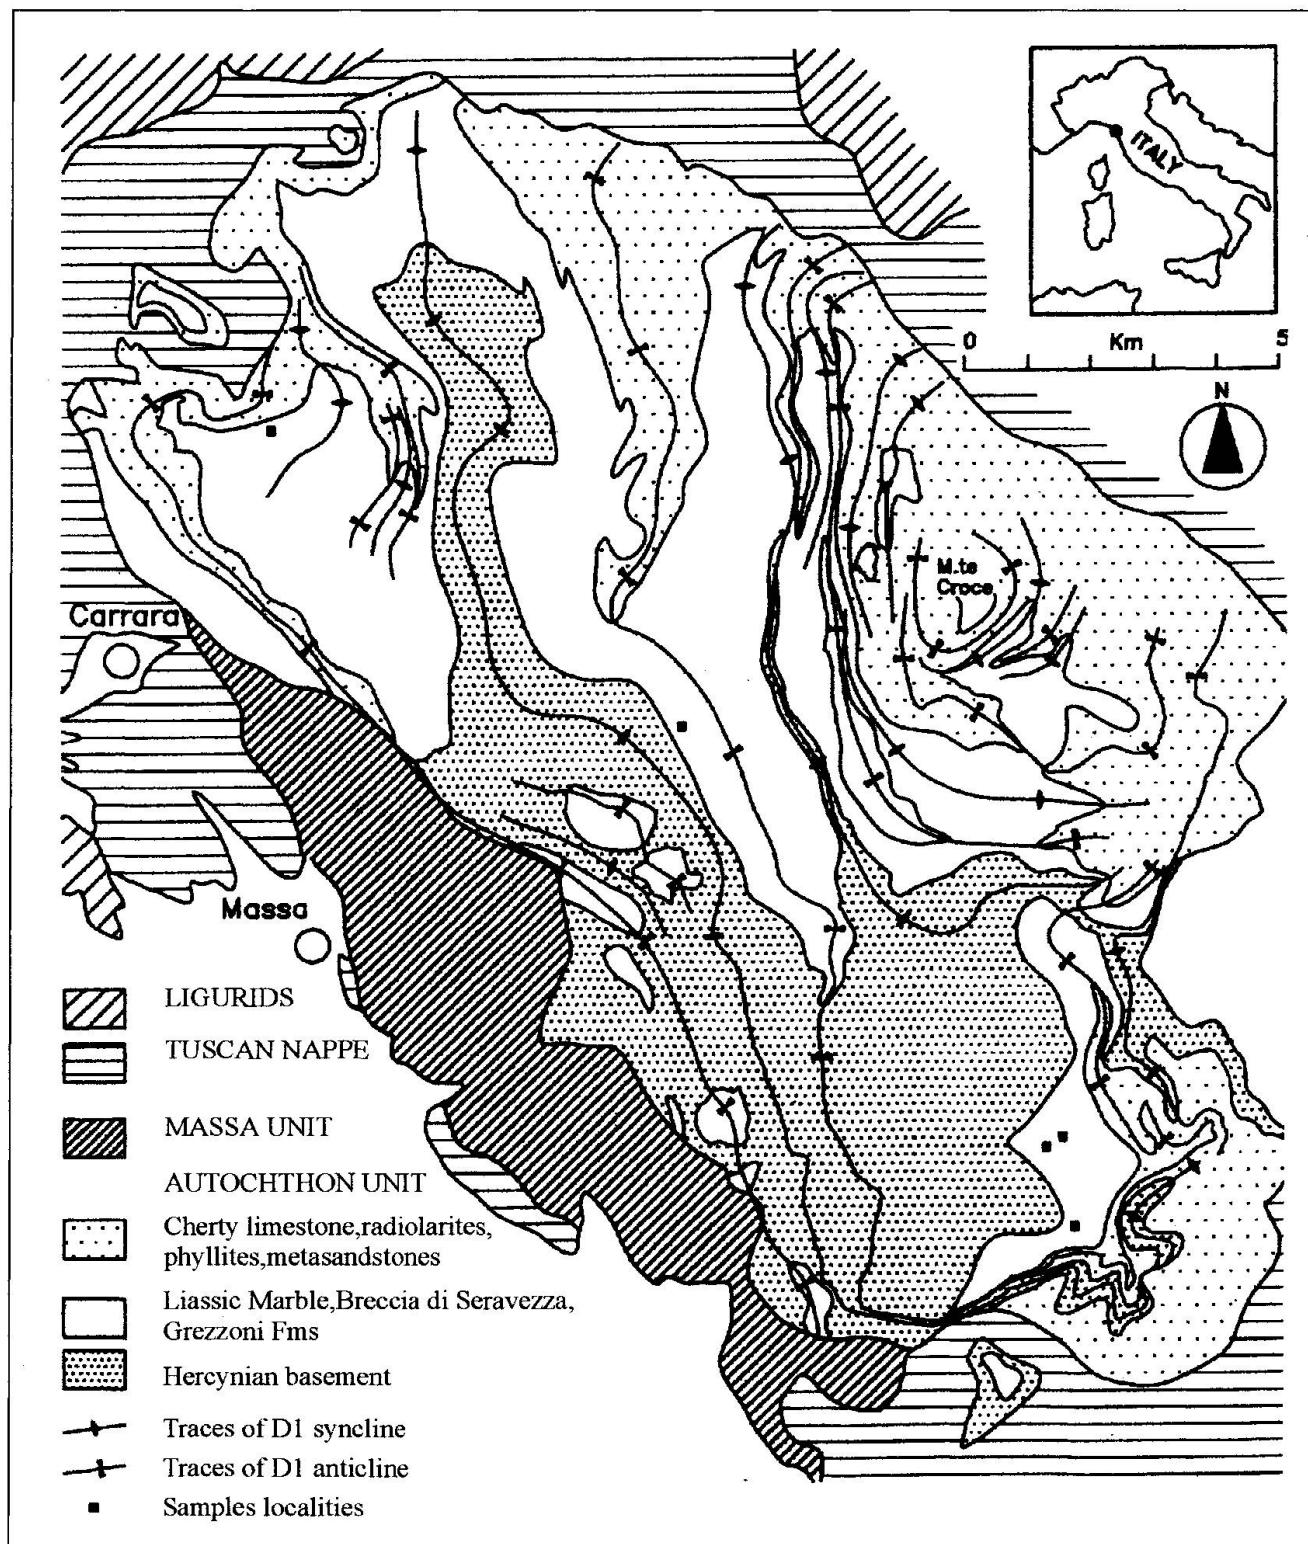 ITALY
0 Km 5
N
M.te
Croce
Carrara
Massa
LIGURIDS
TUSCAN NAPPE
MASSA UNIT
AUTOCHTHON UNIT
Cherty limestone,radiolarites,
phyllites,metasandstones
Liassic Marble,Breccia di Seravezza,
Grezzoni Fms
Hercynian basement
Traces of D1 syncline
Traces of D1 anticline
Samples localities